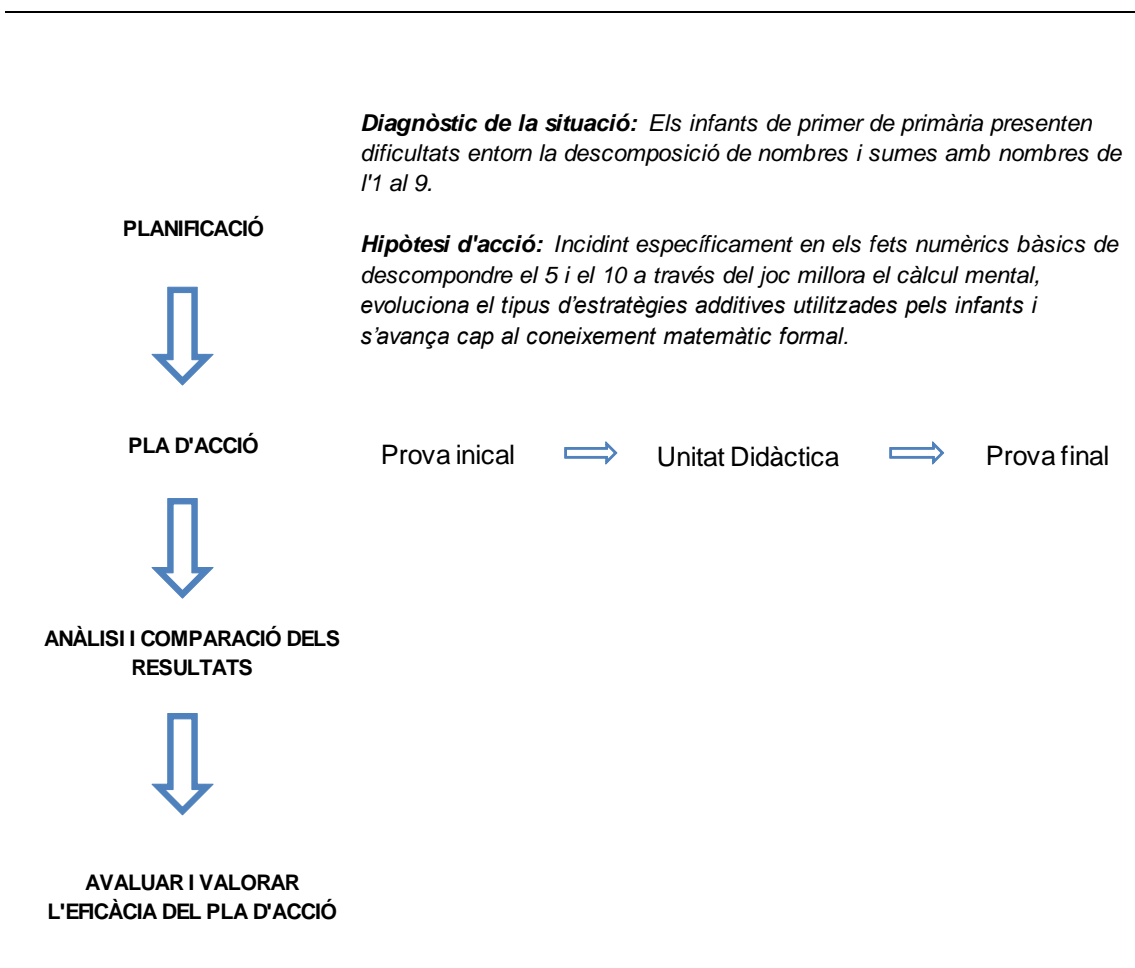 Diagnòstic de la situació: Els infants de primer de primària presenten
dificultats entorn la descomposició de nombres i sumes amb nombres de
l'1 al 9.
PLANIFICACIÓ
Hipòtesi d'acció: Incidint específicament en els fets numèrics bàsics de
descompondre el 5 i el 10 a través del joc millora el càlcul mental,
evoluciona el tipus d’estratègies additives utilitzades pels infants i
s’avança cap al coneixement matemàtic formal.
PLA D'ACCIÓ
Prova inical
Unitat Didàctica
Prova final
ANÀLISI I COMPARACIÓ DELS
RESULTATS
AVALUAR I VALORAR
L'EFICÀCIA DEL PLA D'ACCIÓ